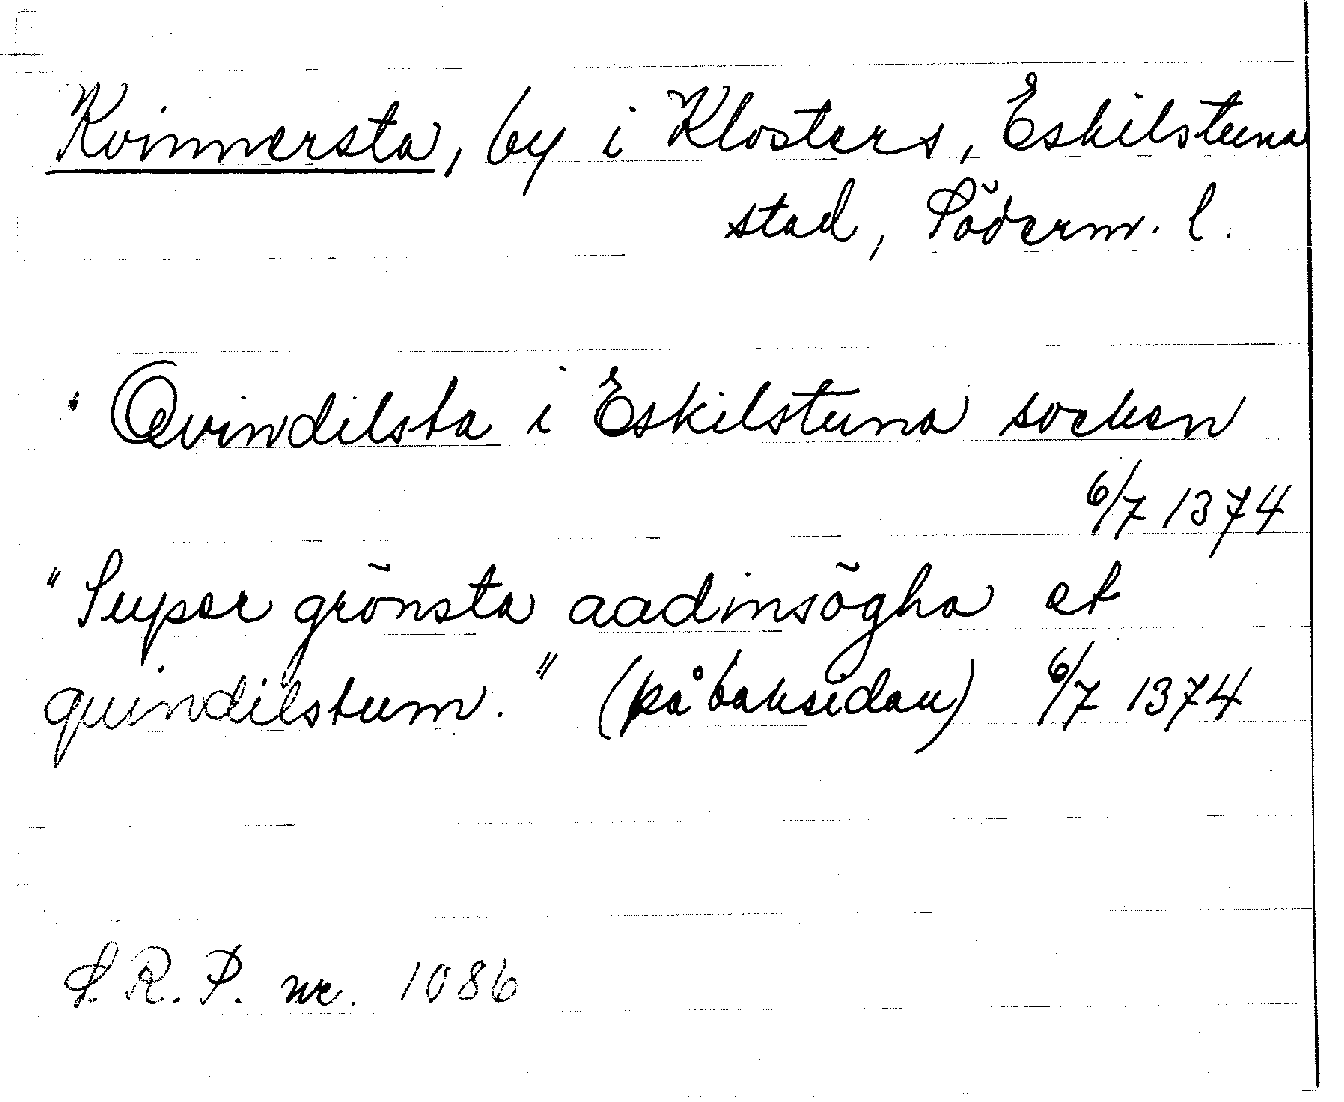 Kvinnersta, by i Klosters, Eskilstuna
stad, Söderm. l.
Qvindilsta i Eskilstuna socken
6/7 1374
"Super grönsta aadinsögha et
quindilstum." (på baksidan) 6/7 1374
S.R.P. nr. 1086